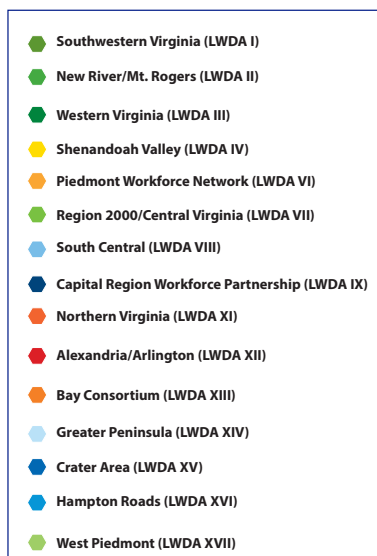 Southwestern Virginia (LWDA I)
New River/Mt. Rogers (LWDA II)
Western Virginia (LWDA III)
Shenandoah Valley (LWDA IV)
Piedmont Workforce Network (LWDA VI)
Region 2000/Central Virginia (LWDA VII)
South Central (LWDA VIII)
Capital Region Workforce Partnership (LWDA IX)
Northern Virginia (LWDA XI)
Alexandria/Arlington (LWDA XII)
Bay Consortium (LWDA XIII)
Greater Peninsula (LWDA XIV)
Crater Area (LWDA XV)
Hampton Roads (LWDA XVI)
West Piedmont (LWDA XVII)